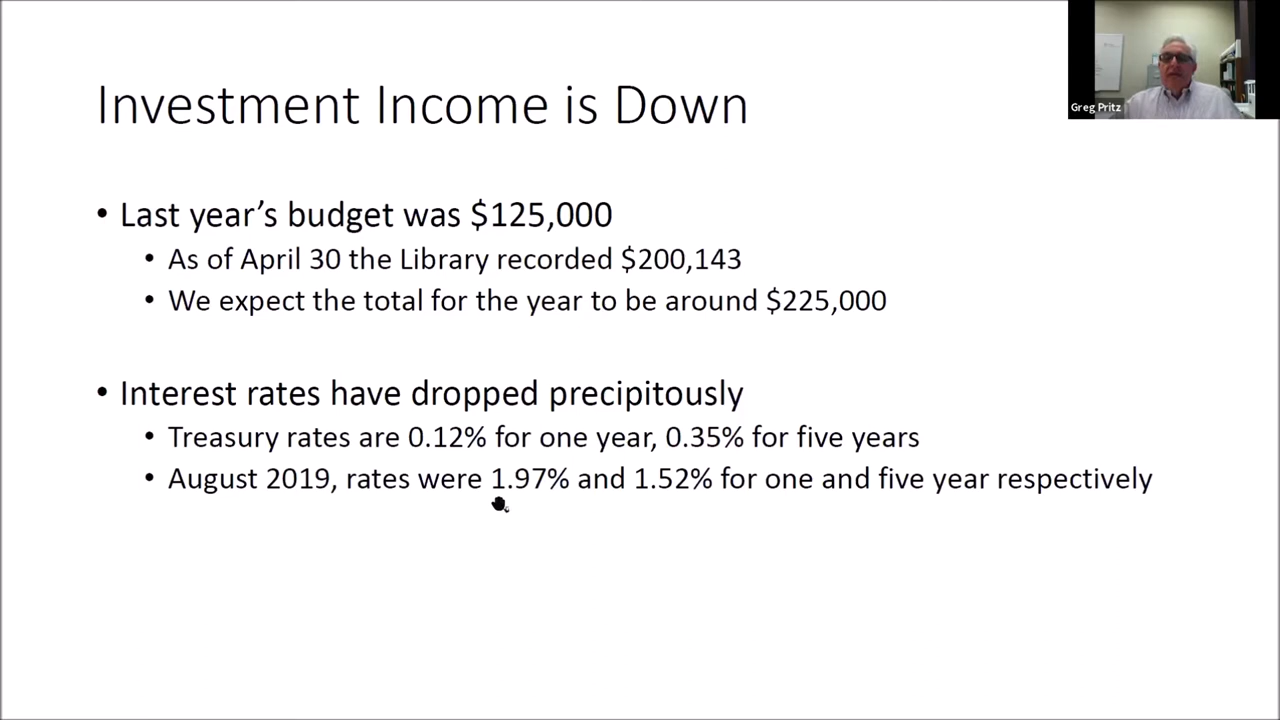 Investment Income is Down
Greg Pritz
• Last year’s budget was $125,000
• As of April 30 the Library recorded $200,143
• We expect the total for the year to be around $225,000
• Interest rates have dropped precipitously
• Treasury rates are 0.12% for one year, 0.35% for five years
• August 2019, rates were 1.97% and 1.52% for one and five year respectively